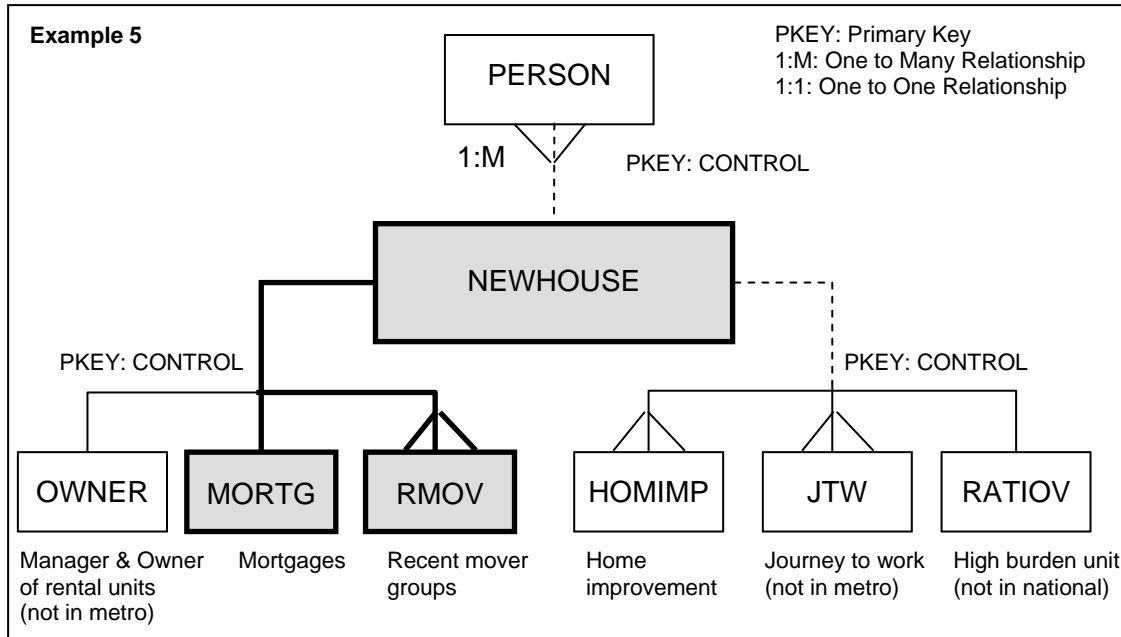 Example 5
PKEY: Primary Key
1:M: One to Many Relationship
1:1: One to One Relationship
PERSON
1:M
PKEY: CONTROL
NEWHOUSE
PKEY: CONTROL
PKEY: CONTROL
OWNER
MORTG
RMOV
HOMIMP
JTW
RATIOV
Manager & Owner
of rental units
(not in metro)
Mortgages
Recent mover
groups
Home
improvement
Journey to work
(not in metro)
High burden unit
(not in national)